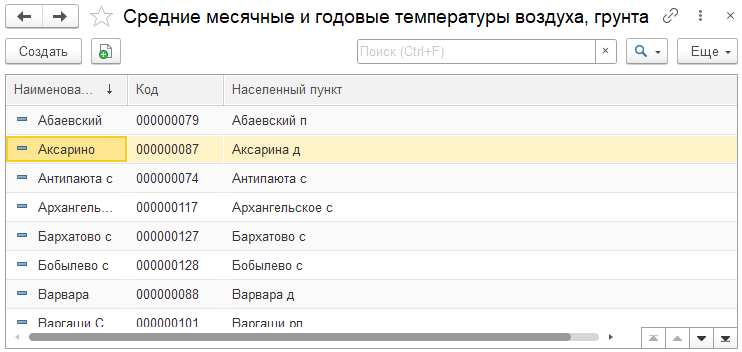 Средние месячные и годовые температуры воздуха, грунта
Создать Поиск (Ctrl+F) × Еще
Наименова... ↓ Код Населенный пункт
Абаевский 000000079 Абаевский п
Аксарино 000000087 Аксарина д
Антипаюта с 000000074 Антипаюта с
Архангель... 000000117 Архангельское с
Бархатово с 000000127 Бархатово с
Бобылево с 000000128 Бобылево с
Варвара 000000088 Варвара д
Варгаши С 000000101 Варгаши рп